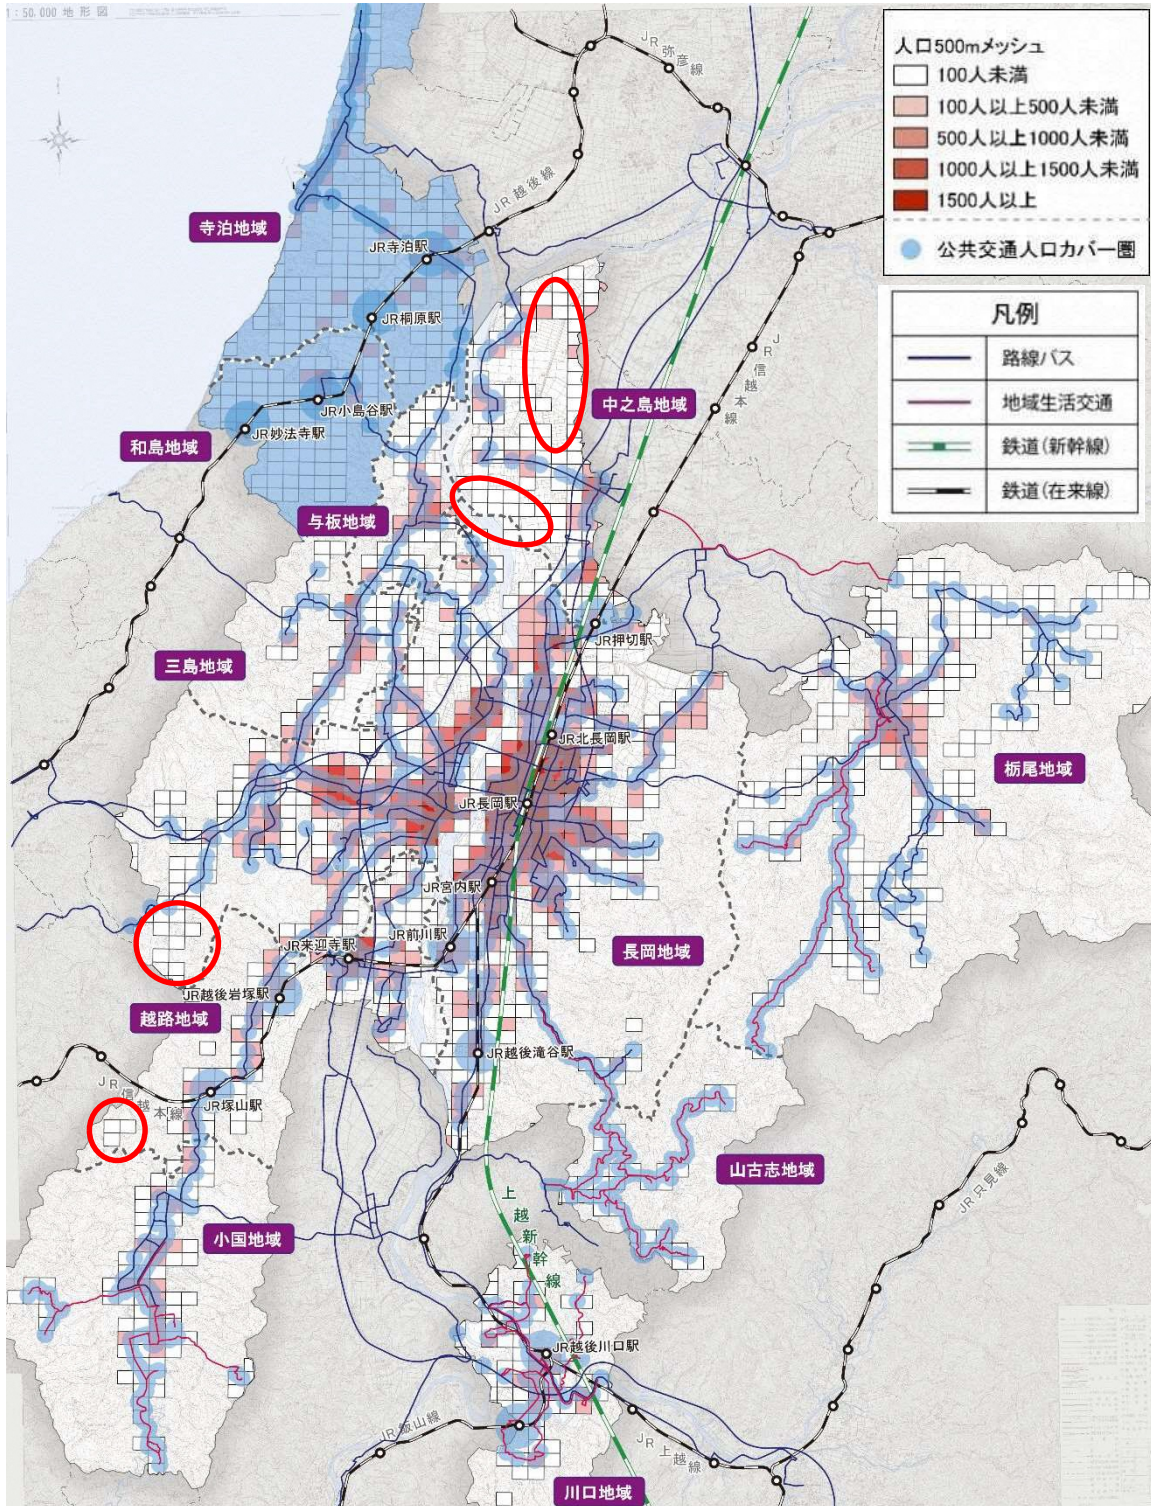 1:50,000 地形図
人口500mメッシュ
100人未満
100人以上500人未満
500人以上1000人未満
1000人以上1500人未満
1500人以上
公共交通人口カバー圏
凡例
路線バス
地域生活交通
鉄道(新幹線)
鉄道(在来線)
JR弥彦線
JR越後線
寺泊地域
JR寺泊駅
JR桐原駅
JR信越本線
中之島地域
JR小島谷駅
JR妙法寺駅
和島地域
与板地域
JR押切駅
三島地域
JR北長岡駅
栃尾地域
JR長岡駅
JR宮内駅
JR前川駅
JR来迎寺駅
長岡地域
JR越後岩塚駅
越路地域
JR越後滝谷駅
JR塚山駅
JR信越本線
山古志地域
JR只見線
上越新幹線
小国地域
JR越後川口駅
JR飯山線
JR上越線
川口地域